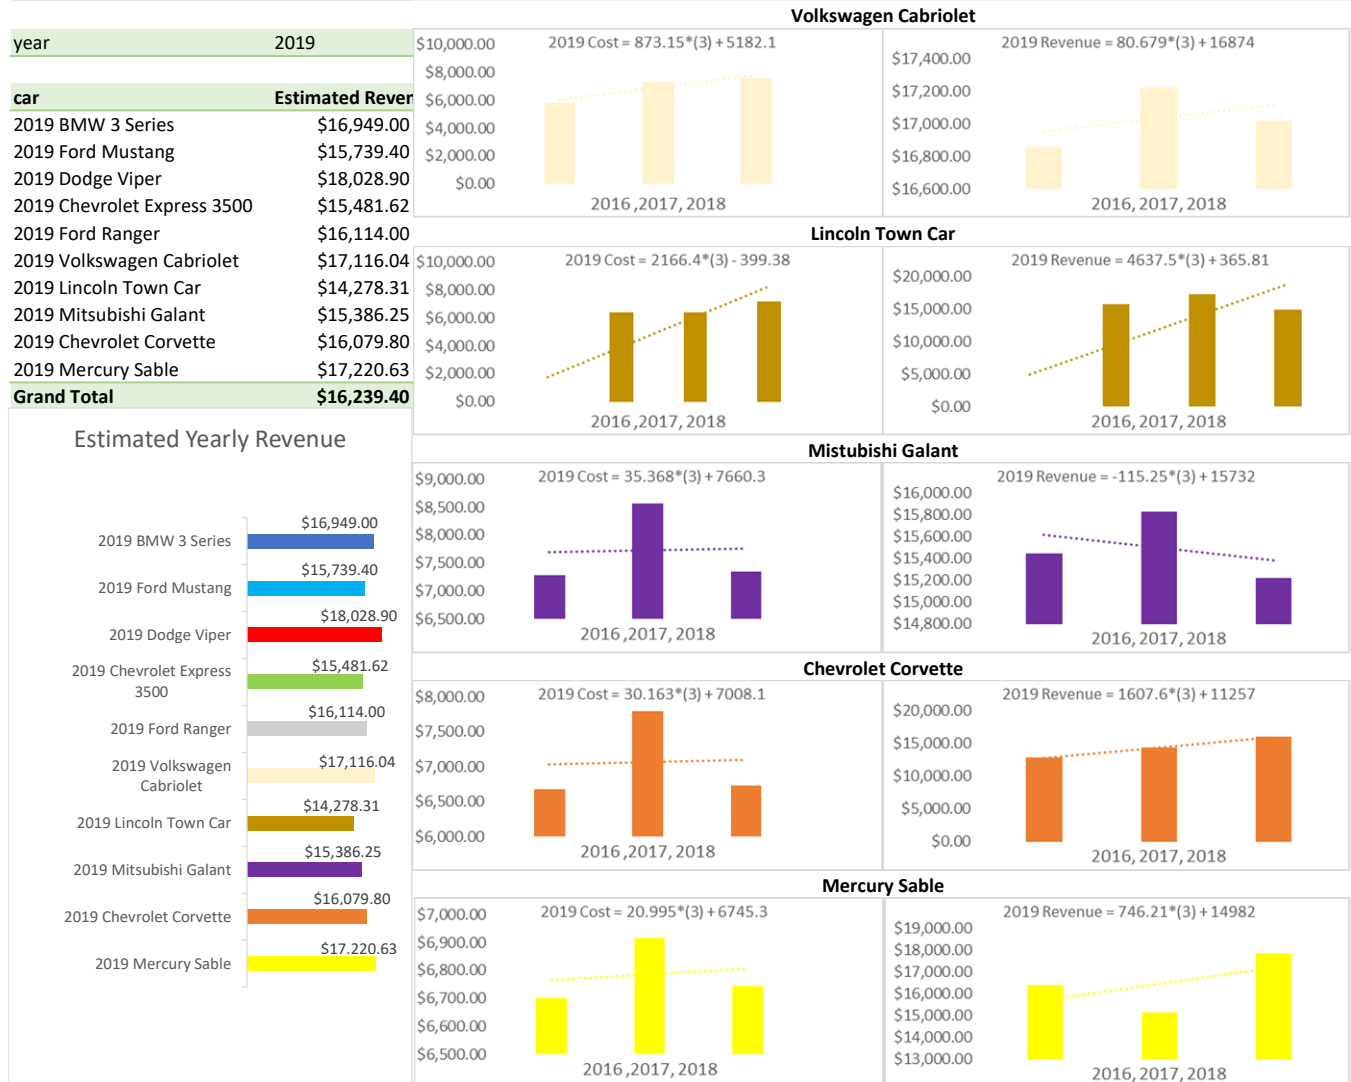 year 2019
car Estimated Reven
2019 BMW 3 Series $16,949.00
2019 Ford Mustang $15,739.40
2019 Dodge Viper $18,028.90
2019 Chevrolet Express 3500 $15,481.62
2019 Ford Ranger $16,114.00
2019 Volkswagen Cabriolet $17,116.04
2019 Lincoln Town Car $14,278.31
2019 Mitsubishi Galant $15,386.25
2019 Chevrolet Corvette $16,079.80
2019 Mercury Sable $17,220.63
Grand Total $16,239.40
Estimated Yearly Revenue
2019 BMW 3 Series $16,949.00
2019 Ford Mustang $15,739.40
2019 Dodge Viper $18,028.90
2019 Chevrolet Express
3500
$15,481.62
2019 Ford Ranger $16,114.00
2019 Volkswagen
Cabriolet
$17,116.04
2019 Lincoln Town Car $14,278.31
2019 Mitsubishi Galant $15,386.25
2019 Chevrolet Corvette $16,079.80
2019 Mercury Sable $17,220.63
Volkswagen Cabriolet
2019 Cost = 873.15*(3) + 5182.1
$10,000.00
$8,000.00
$6,000.00
$4,000.00
$2,000.00
$0.00
2016 ,2017, 2018
2019 Revenue = 80.679*(3) + 16874
$17,400.00
$17,200.00
$17,000.00
$16,800.00
$16,600.00
2016, 2017, 2018
Lincoln Town Car
2019 Cost = 2166.4*(3) - 399.38
$10,000.00
$8,000.00
$6,000.00
$4,000.00
$2,000.00
$0.00
2016 ,2017, 2018
2019 Revenue = 4637.5*(3) + 365.81
$20,000.00
$15,000.00
$10,000.00
$5,000.00
$0.00
2016, 2017, 2018
Mistubishi Galant
2019 Cost = 35.368*(3) + 7660.3
$9,000.00
$8,500.00
$8,000.00
$7,500.00
$7,000.00
$6,500.00
2016 ,2017, 2018
2019 Revenue = -115.25*(3) + 15732
$16,000.00
$15,800.00
$15,600.00
$15,400.00
$15,200.00
$15,000.00
$14,800.00
2016, 2017, 2018
Chevrolet Corvette
2019 Cost = 30.163*(3) + 7008.1
$8,000.00
$7,500.00
$7,000.00
$6,500.00
$6,000.00
2016 ,2017, 2018
2019 Revenue = 1607.6*(3) + 11257
$20,000.00
$15,000.00
$10,000.00
$5,000.00
$0.00
2016, 2017, 2018
Mercury Sable
2019 Cost = 20.995*(3) + 6745.3
$7,000.00
$6,900.00
$6,800.00
$6,700.00
$6,600.00
$6,500.00
2016 ,2017, 2018
2019 Revenue = 746.21*(3) + 14982
$19,000.00
$18,000.00
$17,000.00
$16,000.00
$15,000.00
$14,000.00
$13,000.00
2016, 2017, 2018